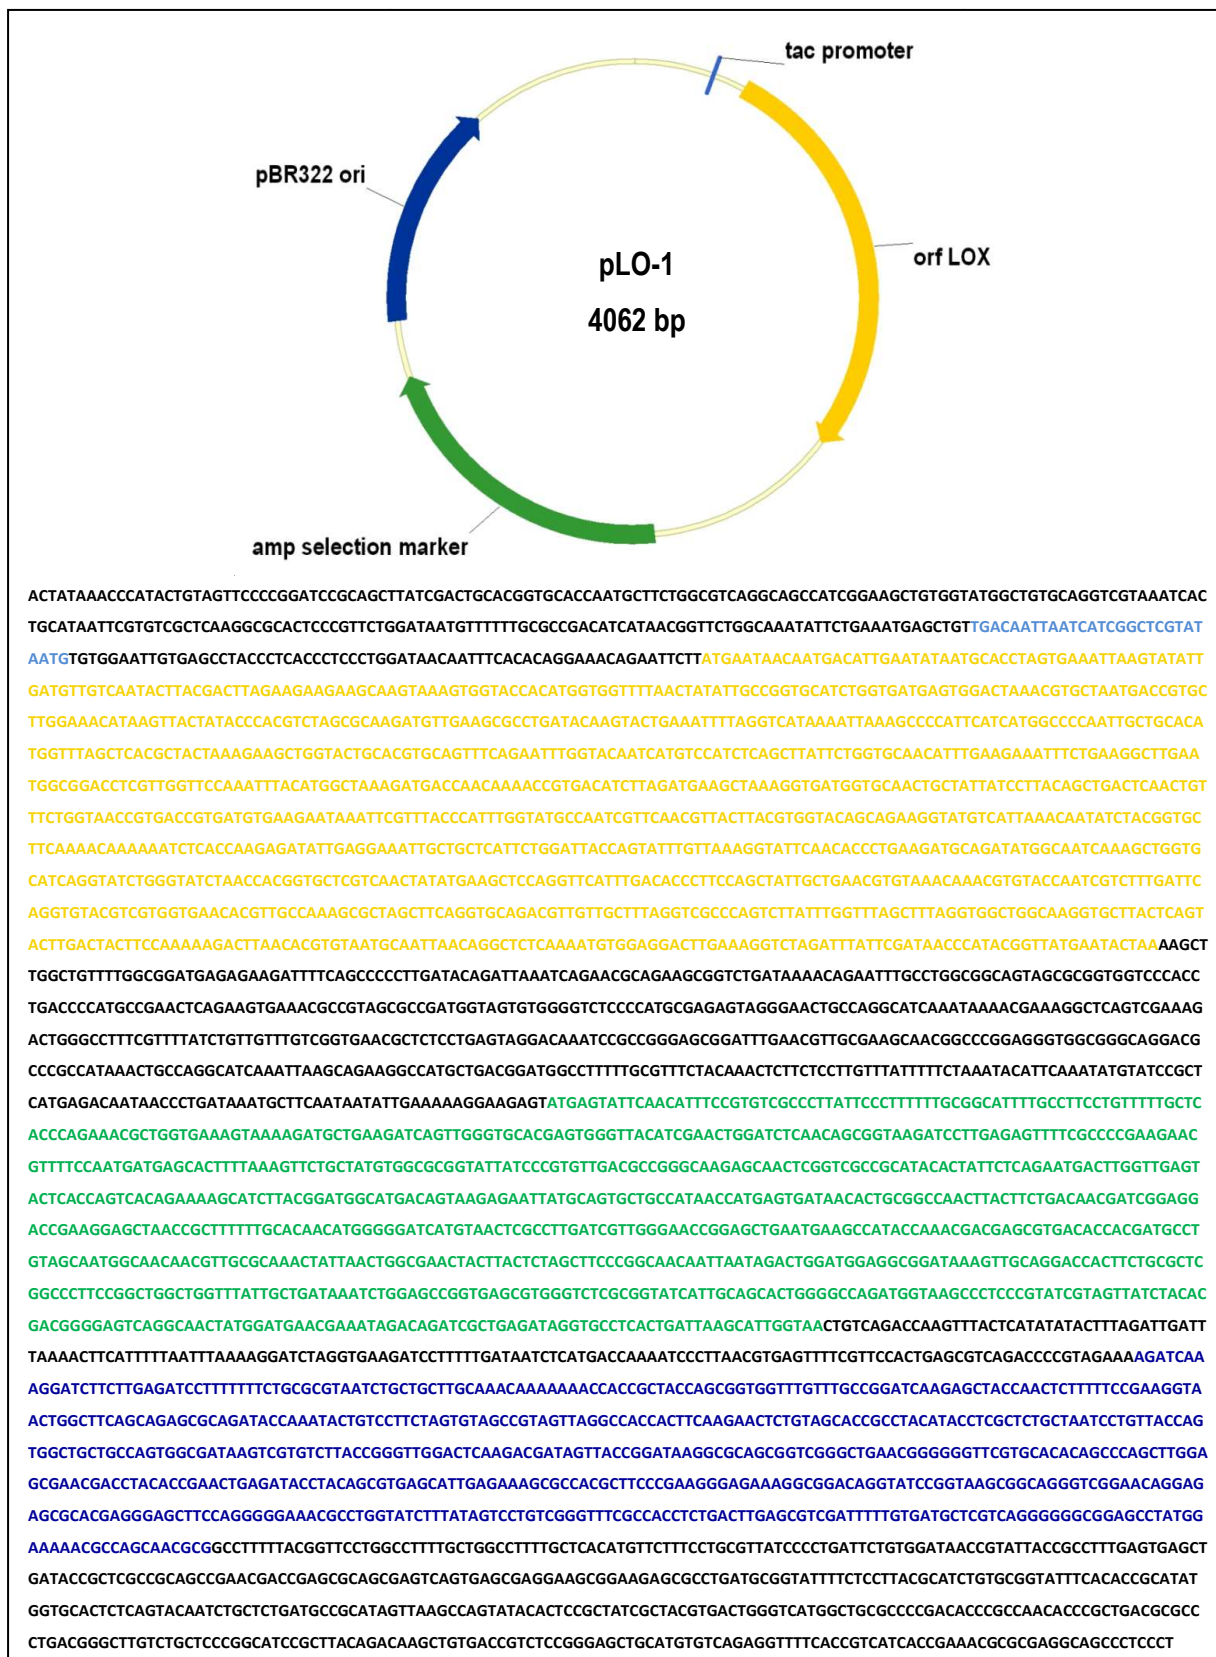 tac promoter
pBR322 ori
orf LOX
pLO-1
4062 bp
amp selection marker
ACTATAAACCCATACTGTAGTTCCCCGGATCCGCAGCTTATCGACTGCACGGTGCACCAATGCTTCTGGCGTCAGGCAGCCATCGGAAGCTGTGGTATGGCTGTGCAGGTCGTAAATCAC
TGCATAATTCGTGTCGCTCAAGGCGCACTCCCGTTCTGGATAATGTTTTTTGCGCCGACATCATAACGGTTCTGGCAAATATTCTGAAATGAGCTGTTGACAATTAATCATCGGCTCGTAT
AATGTGTGGAATTGTGAGCCTACCCTCACCCTCCCTGGATAACAATTTCACACAGGAAACAGAATTCTTATGAATAACAATGACATTGAATATAATGCACCTAGTGAAATTAAGTATATT
GATGTTGTCAATACTTACGACTTAGAAGAAGAAGCAAGTAAAGTGGTACCACATGGTGGTTTTAACTATATTGCCGGTGCATCTGGTGATGAGTGGACTAAACGTGCTAATGACCGTGC
TTGGAAACATAAGTTACTATACCCACGTCTAGCGCAAGATGTTGAAGCGCCTGATACAAGTACTGAAATTTTAGGTCATAAAATTAAAGCCCCATTCATCATGGCCCCAATTGCTGCACA
TGGTTTAGCTCACGCTACTAAAGAAGCTGGTACTGCACGTGCAGTTTCAGAATTTGGTACAATCATGTCCATCTCAGCTTATTCTGGTGCAACATTTGAAGAAATTTCTGAAGGCTTGAA
TGGCGGACCTCGTTGGTTCCAAATTTACATGGCTAAAGATGACCAACAAAACCGTGACATCTTAGATGAAGCTAAAGGTGATGGTGCAACTGCTATTATCCTTACAGCTGACTCAACTGT
TTCTGGTAACCGTGACCGTGATGTGAAGAATAAATTCGTTTACCCATTTGGTATGCCAATCGTTCAACGTTACTTACGTGGTACAGCAGAAGGTATGTCATTAAACAATATCTACGGTGC
TTCAAAACAAAAAATCTCACCAAGAGATATTGAGGAAATTGCTGCTCATTCTGGATTACCAGTATTTGTTAAAGGTATTCAACACCCTGAAGATGCAGATATGGCAATCAAAGCTGGTG
CATCAGGTATCTGGGTATCTAACCACGGTGCTCGTCAACTATATGAAGCTCCAGGTTCATTTGACACCCTTCCAGCTATTGCTGAACGTGTAAACAAACGTGTACCAATCGTCTTTGATTC
AGGTGTACGTCGTGGTGAACACGTTGCCAAAGCGCTAGCTTCAGGTGCAGACGTTGTTGCTTTAGGTCGCCCAGTCTTATTTGGTTTAGCTTTAGGTGGCTGGCAAGGTGCTTACTCAGT
ACTTGACTACTTCCAAAAAGACTTAACACGTGTAATGCAATTAACAGGCTCTCAAAATGTGGAGGACTTGAAAGGTCTAGATTTATTCGATAACCCATACGGTTATGAATACTAAAAGCT
TGGCTGTTTTGGCGGATGAGAGAAGATTTTCAGCCCCCTTGATACAGATTAAATCAGAACGCAGAAGCGGTCTGATAAAACAGAATTTGCCTGGCGGCAGTAGCGCGGTGGTCCCACC
TGACCCCATGCCGAACTCAGAAGTGAAACGCCGTAGCGCCGATGGTAGTGTGGGGTCTCCCCATGCGAGAGTAGGGAACTGCCAGGCATCAAATAAAACGAAAGGCTCAGTCGAAAG
ACTGGGCCTTTCGTTTTATCTGTTGTTTGTCGGTGAACGCTCTCCTGAGTAGGACAAATCCGCCGGGAGCGGATTTGAACGTTGCGAAGCAACGGCCCGGAGGGTGGCGGGCAGGACG
CCCGCCATAAACTGCCAGGCATCAAATTAAGCAGAAGGCCATGCTGACGGATGGCCTTTTTGCGTTTCTACAAACTCTTCTCCTTGTTTATTTTTCTAAATACATTCAAATATGTATCCGCT
CATGAGACAATAACCCTGATAAATGCTTCAATAATATTGAAAAAGGAAGAGTATGAGTATTCAACATTTCCGTGTCGCCCTTATTCCCTTTTTTGCGGCATTTTGCCTTCCTGTTTTTGCTC
ACCCAGAAACGCTGGTGAAAGTAAAAGATGCTGAAGATCAGTTGGGTGCACGAGTGGGTTACATCGAACTGGATCTCAACAGCGGTAAGATCCTTGAGAGTTTTCGCCCCGAAGAAC
GTTTTCCAATGATGAGCACTTTTAAAGTTCTGCTATGTGGCGCGGTATTATCCCGTGTTGACGCCGGGCAAGAGCAACTCGGTCGCCGCATACACTATTCTCAGAATGACTTGGTTGAGT
ACTCACCAGTCACAGAAAAGCATCTTACGGATGGCATGACAGTAAGAGAATTATGCAGTGCTGCCATAACCATGAGTGATAACACTGCGGCCAACTTACTTCTGACAACGATCGGAGG
ACCGAAGGAGCTAACCGCTTTTTTGCACAACATGGGGGATCATGTAACTCGCCTTGATCGTTGGGAACCGGAGCTGAATGAAGCCATACCAAACGACGAGCGTGACACCACGATGCCT
GTAGCAATGGCAACAACGTTGCGCAAACTATTAACTGGCGAACTACTTACTCTAGCTTCCCGGCAACAATTAATAGACTGGATGGAGGCGGATAAAGTTGCAGGACCACTTCTGCGCTC
GGCCCTTCCGGCTGGCTGGTTTATTGCTGATAAATCTGGAGCCGGTGAGCGTGGGTCTCGCGGTATCATTGCAGCACTGGGGCCAGATGGTAAGCCCTCCCGTATCGTAGTTATCTACAC
GACGGGGAGTCAGGCAACTATGGATGAACGAAATAGACAGATCGCTGAGATAGGTGCCTCACTGATTAAGCATTGGTAACTGTCAGACCAAGTTTACTCATATATACTTTAGATTGATT
TAAAACTTCATTTTTAATTTAAAAGGATCTAGGTGAAGATCCTTTTTGATAATCTCATGACCAAAATCCCTTAACGTGAGTTTTCGTTCCACTGAGCGTCAGACCCCGTAGAAAAGATCAA
AGGATCTTCTTGAGATCCTTTTTTTCTGCGCGTAATCTGCTGCTTGCAAACAAAAAAACCACCGCTACCAGCGGTGGTTTGTTTGCCGGATCAAGAGCTACCAACTCTTTTTCCGAAGGTA
ACTGGCTTCAGCAGAGCGCAGATACCAAATACTGTCCTTCTAGTGTAGCCGTAGTTAGGCCACCACTTCAAGAACTCTGTAGCACCGCCTACATACCTCGCTCTGCTAATCCTGTTACCAG
TGGCTGCTGCCAGTGGCGATAAGTCGTGTCTTACCGGGTTGGACTCAAGACGATAGTTACCGGATAAGGCGCAGCGGTCGGGCTGAACGGGGGGTTCGTGCACACAGCCCAGCTTGGA
GCGAACGACCTACACCGAACTGAGATACCTACAGCGTGAGCATTGAGAAAGCGCCACGCTTCCCGAAGGGAGAAAGGCGGACAGGTATCCGGTAAGCGGCAGGGTCGGAACAGGAG
AGCGCACGAGGGAGCTTCCAGGGGGAAACGCCTGGTATCTTTATAGTCCTGTCGGGTTTCGCCACCTCTGACTTGAGCGTCGATTTTTGTGATGCTCGTCAGGGGGGCGGAGCCTATGG
AAAAACGCCAGCAACGCGGCCTTTTTACGGTTCCTGGCCTTTTGCTGGCCTTTTGCTCACATGTTCTTTCCTGCGTTATCCCCTGATTCTGTGGATAACCGTATTACCGCCTTTGAGTGAGCT
GATACCGCTCGCCGCAGCCGAACGACCGAGCGCAGCGAGTCAGTGAGCGAGGAAGCGGAAGAGCGCCTGATGCGGTATTTTCTCCTTACGCATCTGTGCGGTATTTCACACCGCATAT
GGTGCACTCTCAGTACAATCTGCTCTGATGCCGCATAGTTAAGCCAGTATACACTCCGCTATCGCTACGTGACTGGGTCATGGCTGCGCCCCGACACCCGCCAACACCCGCTGACGCGCC
CTGACGGGCTTGTCTGCTCCCGGCATCCGCTTACAGACAAGCTGTGACCGTCTCCGGGAGCTGCATGTGTCAGAGGTTTTCACCGTCATCACCGAAACGCGCGAGGCAGCCCTCCCT